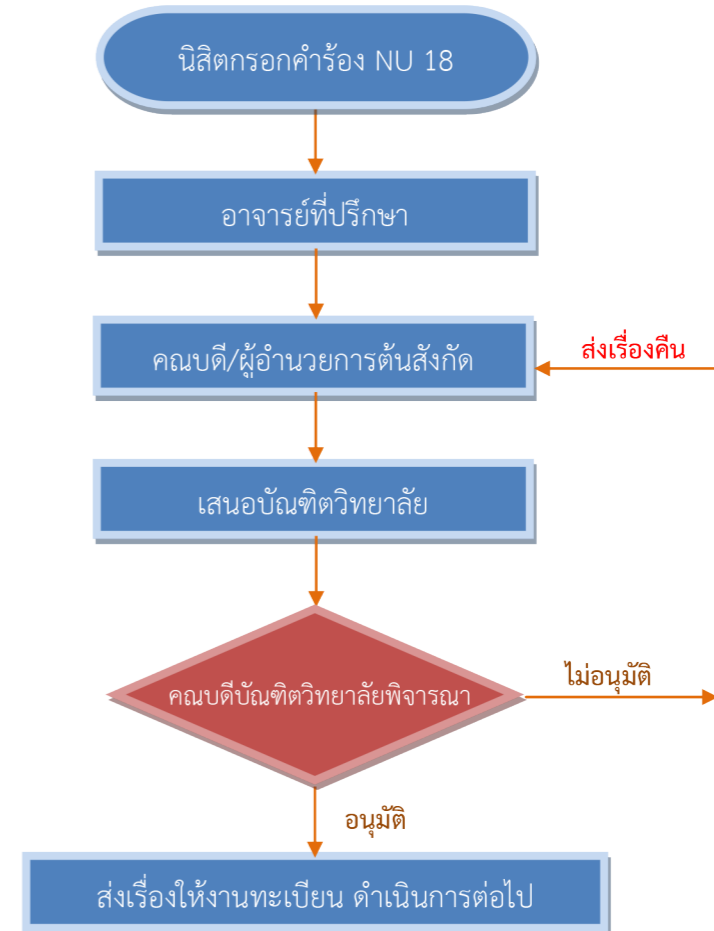 นิสิตกรอกคำร้อง NU 18
อาจารย์ที่ปรึกษา
คณบดี/ผู้อำนวยการต้นสังกัด
ส่งเรื่องคืน
เสนอบัณฑิตวิทยาลัย
คณบดีบัณฑิตวิทยาลัยพิจารณา
ไม่อนุมัติ
อนุมัติ
ส่งเรื่องให้งานทะเบียน ดำเนินการต่อไป